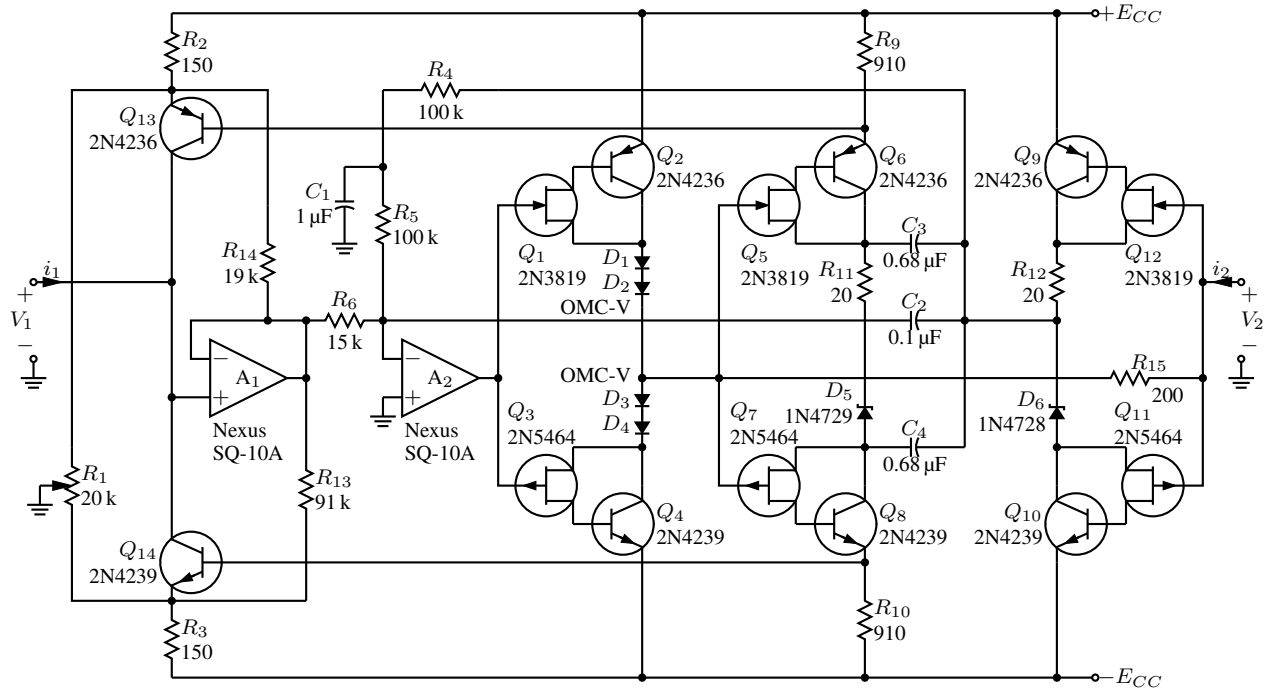 +E_CC
R_2
150
R_9
910
R_4
100 k
Q_13
2N4236
Q_2
2N4236
Q_6
2N4236
Q_9
2N4236
C_1
1 µF
R_5
100 k
Q_1
2N3819
Q_5
2N3819
C_3
0.68 µF
Q_12
2N3819
R_14
19 k
D_1
D_2
OMC-V
R_11
20
R_12
20
i_1
+
V_1
−
i_2
+
V_2
−
R_6
15 k
C_2
0.1 µF
−
A_1
+
Nexus
SQ-10A
−
A_2
+
Nexus
SQ-10A
OMC-V
D_3
D_4
R_15
200
D_5
1N4729
D_6
1N4728
Q_3
2N5464
Q_7
2N5464
C_4
0.68 µF
Q_11
2N5464
R_1
20 k
R_13
91 k
Q_14
2N4239
Q_4
2N4239
Q_8
2N4239
Q_10
2N4239
R_3
150
R_10
910
−E_CC